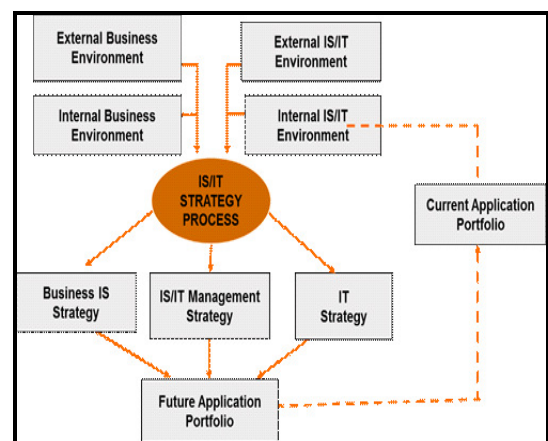 External Business
Environment
External IS/IT
Environment
Internal Business
Environment
Internal IS/IT
Environment
IS/IT
STRATEGY
PROCESS
Current Application
Portfolio
Business IS
Strategy
IS/IT Management
Strategy
IT
Strategy
Future Application
Portfolio